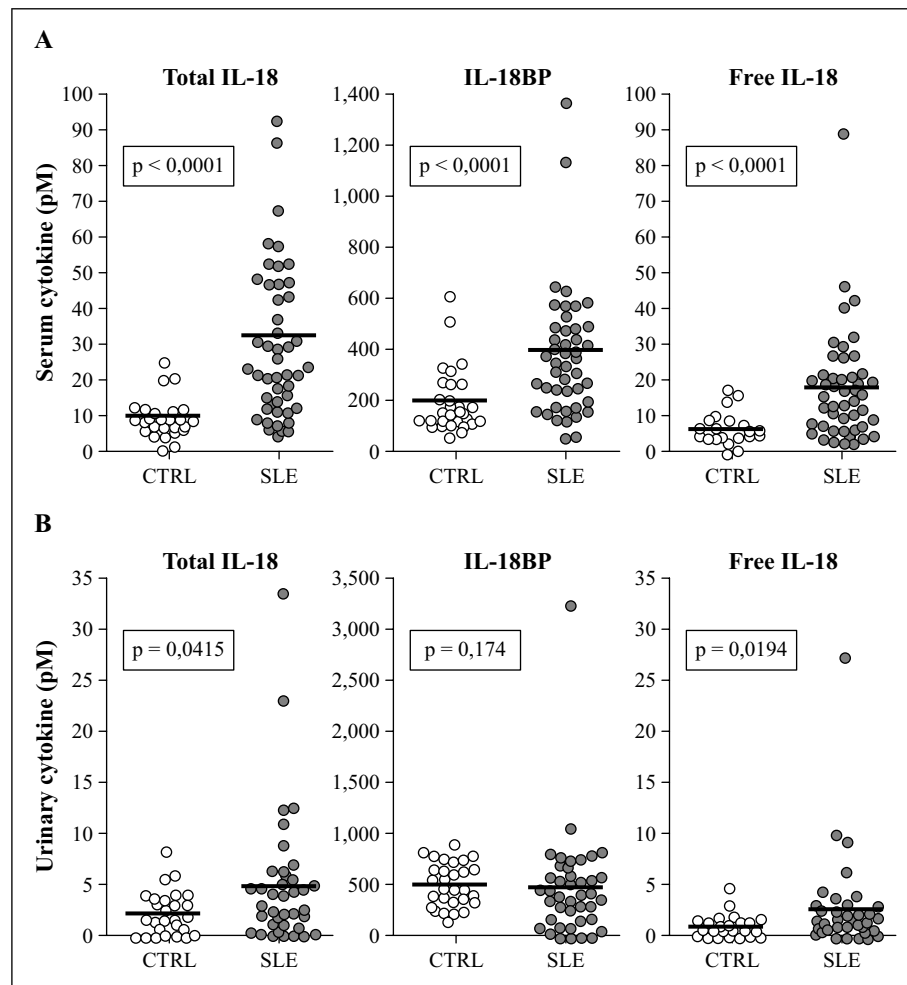 A
Total IL-18
IL-18BP
Free IL-18
Serum cytokine (pM)
100
90
80
70
60
50
40
30
20
10
0
p < 0,0001
CTRL
SLE
1,400
1,200
1,000
800
600
400
200
0
p < 0,0001
CTRL
SLE
100
90
80
70
60
50
40
30
20
10
0
p < 0,0001
CTRL
SLE
B
Total IL-18
IL-18BP
Free IL-18
Urinary cytokine (pM)
35
30
25
20
15
10
5
0
p = 0,0415
CTRL
SLE
3,500
3,000
2,500
2,000
1,500
1,000
500
0
p = 0,174
CTRL
SLE
35
30
25
20
15
10
5
0
p = 0,0194
CTRL
SLE